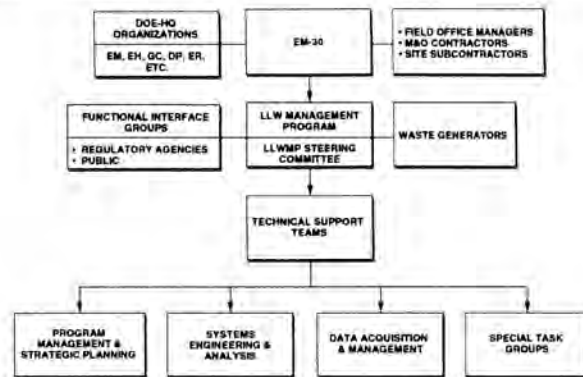 DOE-HQ
ORGANIZATIONS
EM, EH, GC, DP, ER,
ETC.
EM-30
• FIELD OFFICE MANAGERS
• M&O CONTRACTORS
• SITE SUBCONTRACTORS
FUNCTIONAL INTERFACE
GROUPS
• REGULATORY AGENCIES
• PUBLIC
LLW MANAGEMENT
PROGRAM
LLWMP STEERING
COMMITTEE
WASTE GENERATORS
TECHNICAL SUPPORT
TEAMS
PROGRAM
MANAGEMENT &
STRATEGIC PLANNING
SYSTEMS
ENGINEERING &
ANALYSIS
DATA ACQUISITION
& MANAGEMENT
SPECIAL TASK
GROUPS